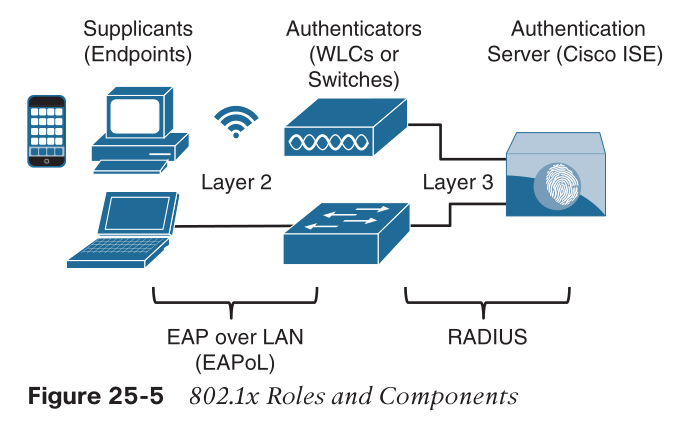 Supplicants
(Endpoints)
Authenticators
(WLCs or
Switches)
Authentication
Server (Cisco ISE)
Layer 2
Layer 3
EAP over LAN
(EAPoL)
RADIUS
Figure 25-5 802.1x Roles and Components